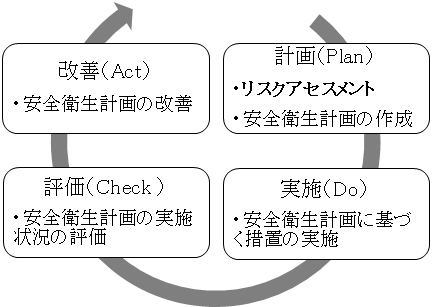 改善(Act)
・安全衛生計画の改善
計画(Plan)
・リスクアセスメント
・安全衛生計画の作成
評価(Check)
・安全衛生計画の実施
状況の評価
実施(Do)
・安全衛生計画に基づ
く措置の実施